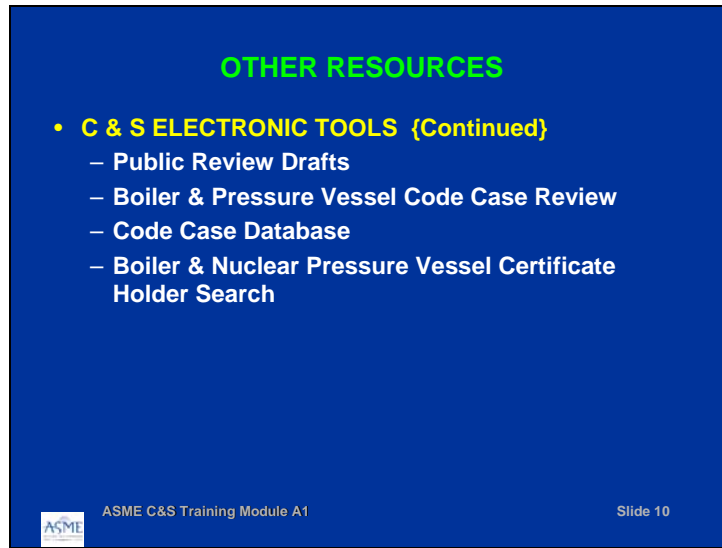 OTHER RESOURCES
• C & S ELECTRONIC TOOLS {Continued}
– Public Review Drafts
– Boiler & Pressure Vessel Code Case Review
– Code Case Database
– Boiler & Nuclear Pressure Vessel Certificate
Holder Search
ASME C&S Training Module A1
Slide 10
ASME